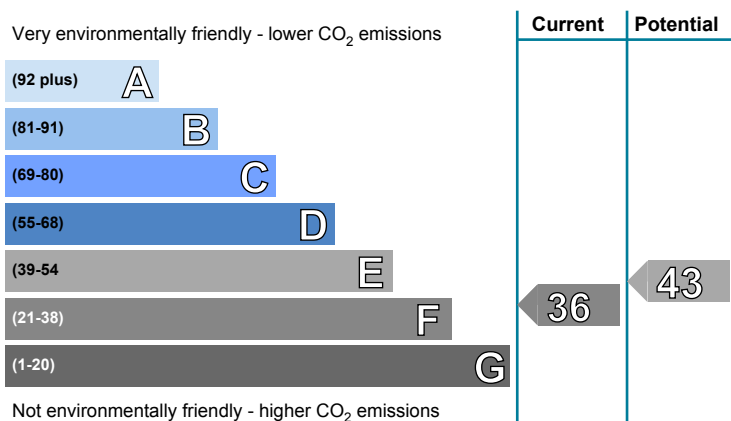 Very environmentally friendly - lower CO2 emissions
Current
Potential
(92 plus) A
(81-91) B
(69-80) C
(55-68) D
(39-54 E
43
(21-38) F
36
(1-20) G
Not environmentally friendly - higher CO2 emissions